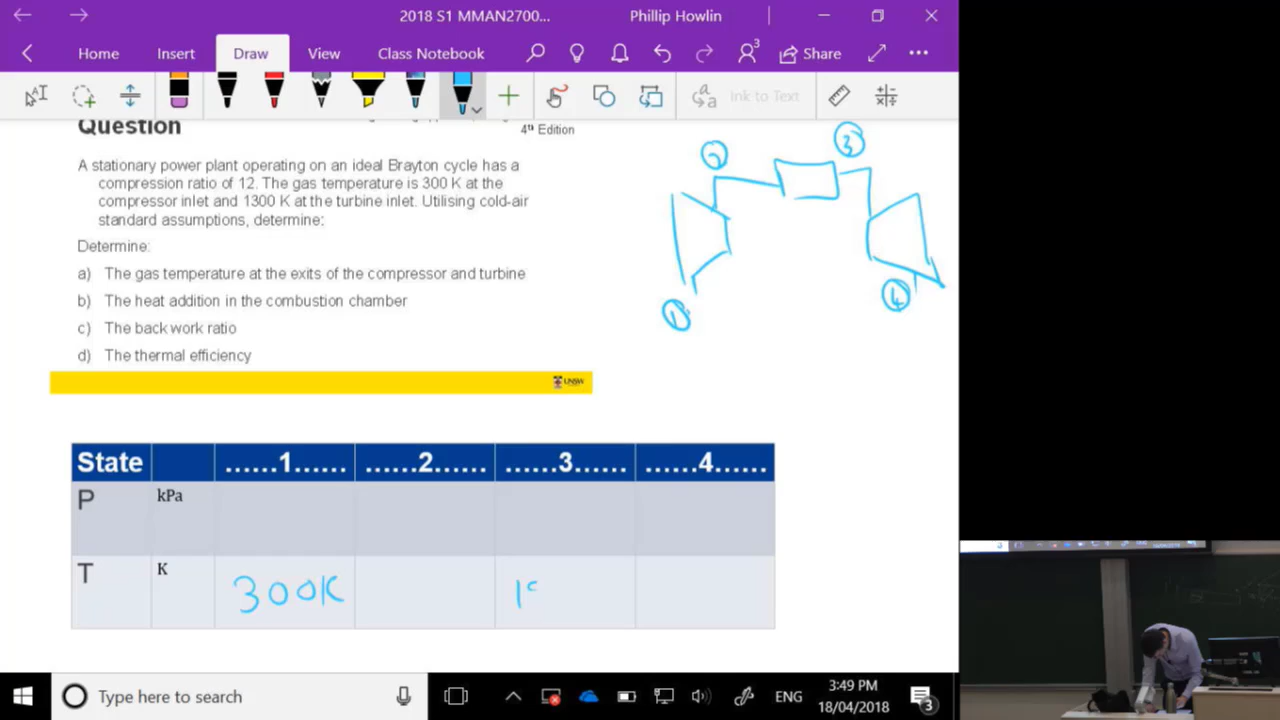 2018 S1 MMAN2700...
Phillip Howlin
Home
Insert
Draw
View
Class Notebook
3
Share
Ink to Text
Question
4th Edition
A stationary power plant operating on an ideal Brayton cycle has a
compression ratio of 12. The gas temperature is 300 K at the
compressor inlet and 1300 K at the turbine inlet. Utilising cold-air
standard assumptions, determine:
Determine:
a) The gas temperature at the exits of the compressor and turbine
b) The heat addition in the combustion chamber
c) The back work ratio
d) The thermal efficiency
UNSW
2
3
1
4
State ......1...... ......2...... ......3...... ......4......
P kPa
T K 300K
Type here to search
ENG
3:49 PM
18/04/2018
3